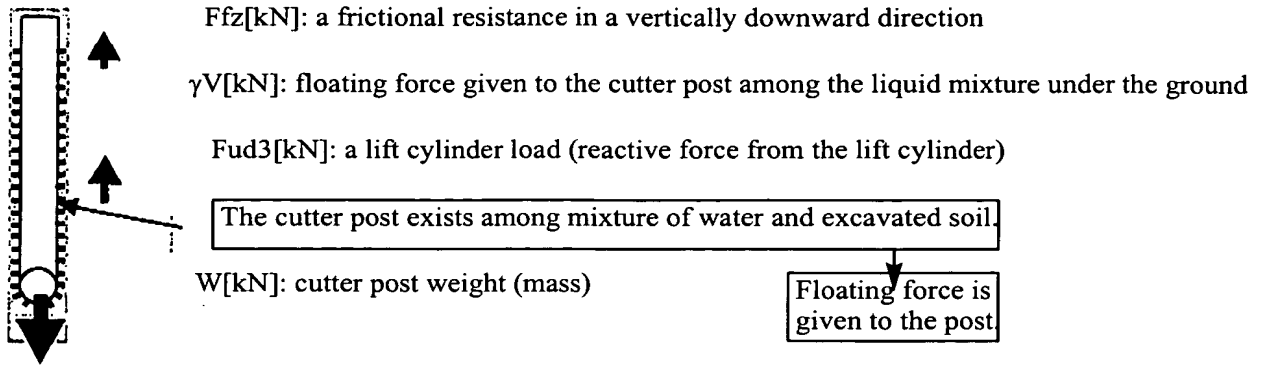 Ffz[kN]: a frictional resistance in a vertically downward direction
γV[kN]: floating force given to the cutter post among the liquid mixture under the ground
Fud3[kN]: a lift cylinder load (reactive force from the lift cylinder)
The cutter post exists among mixture of water and excavated soil.
W[kN]: cutter post weight (mass)
Floating force is
given to the post.